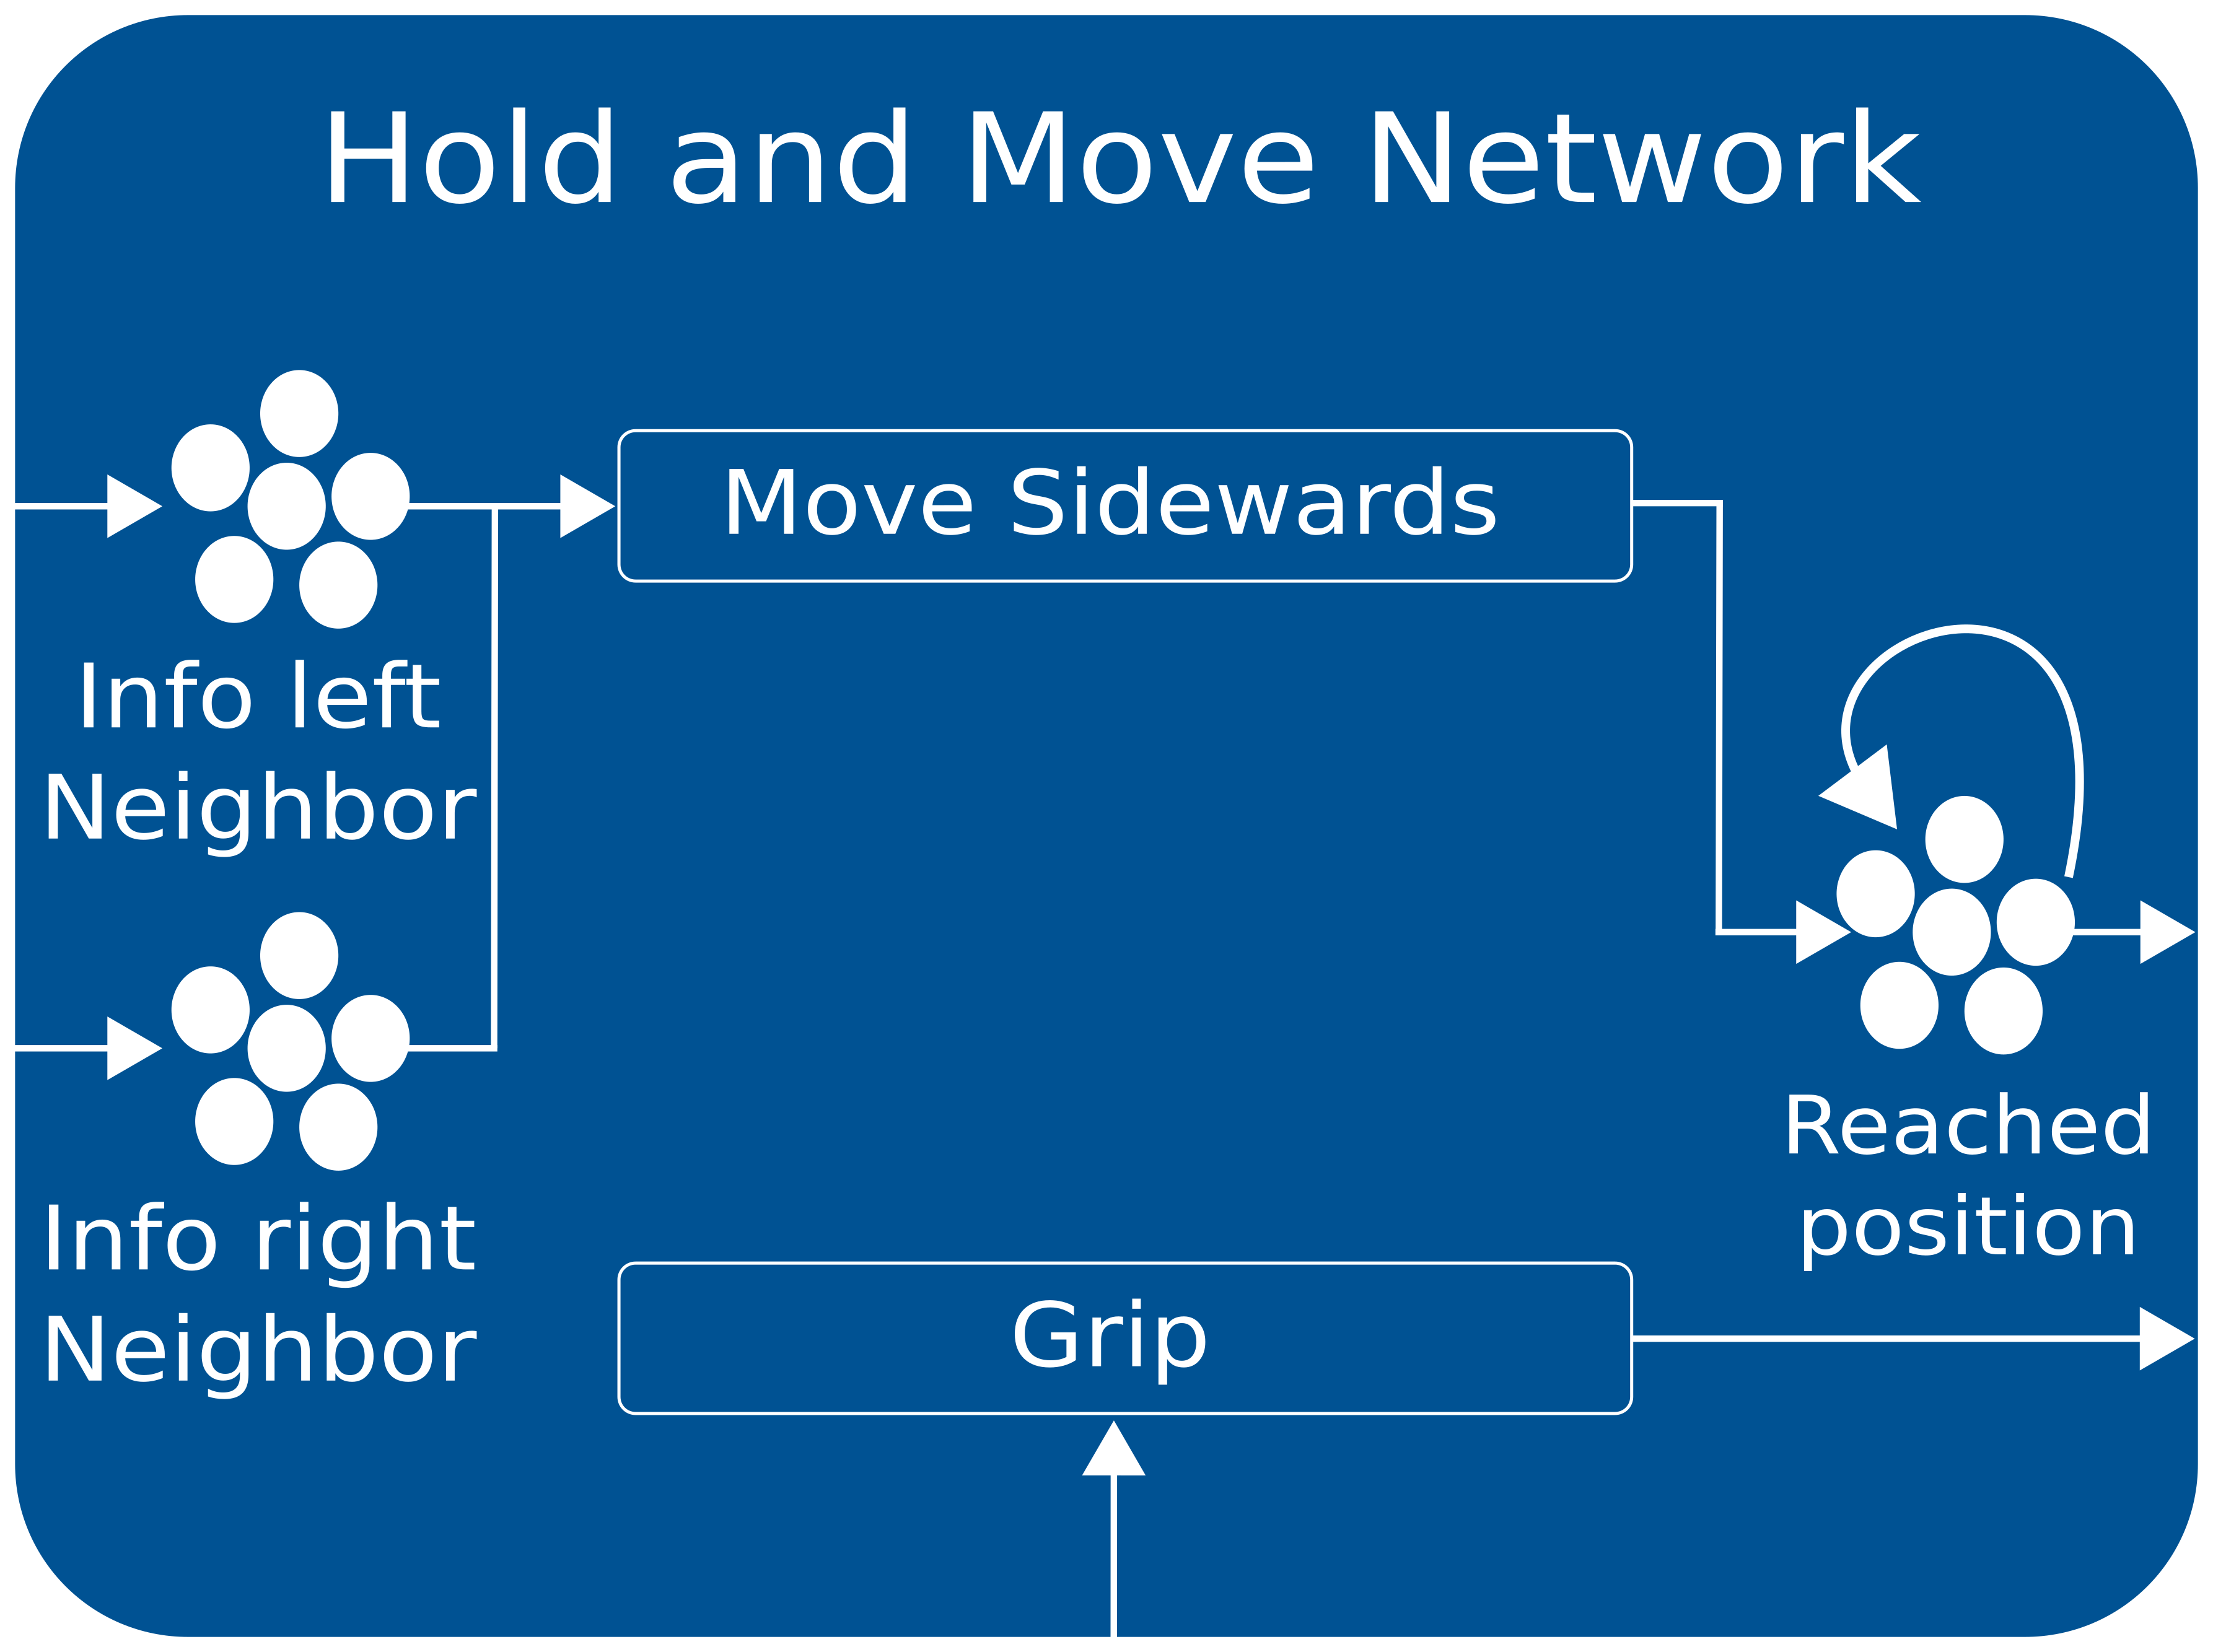 Hold and Move Network
Move Sidewards
Info left
Neighbor
Info right
Neighbor
Reached
position
Grip